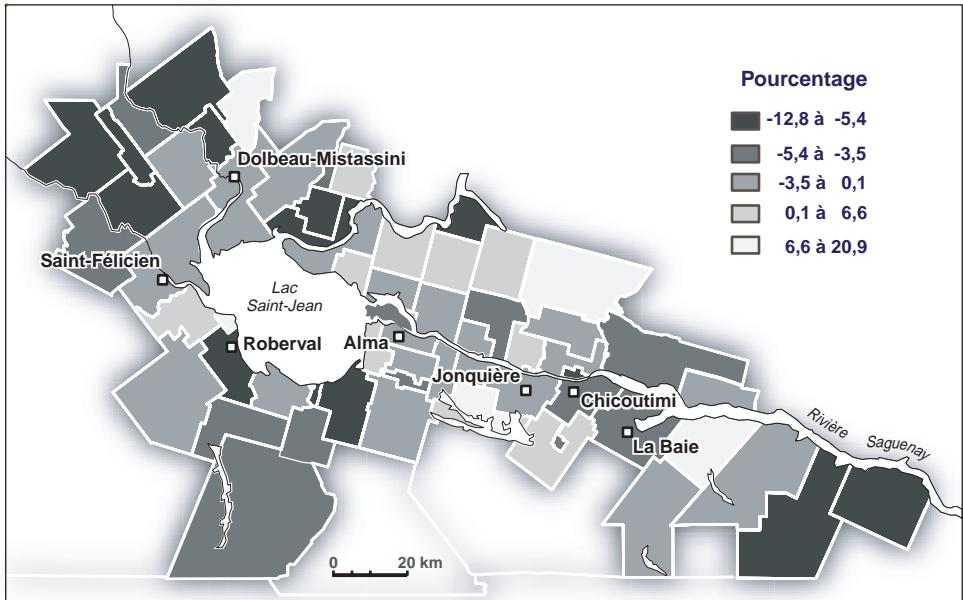 Pourcentage
-12,8 à -5,4
-5,4 à -3,5
-3,5 à 0,1
0,1 à 6,6
6,6 à 20,9
Dolbeau-Mistassini
Saint-Félicien
Lac
Saint-Jean
Roberval
Alma
Jonquière
Chicoutimi
La Baie
Rivière
Saguenay
0 20 km